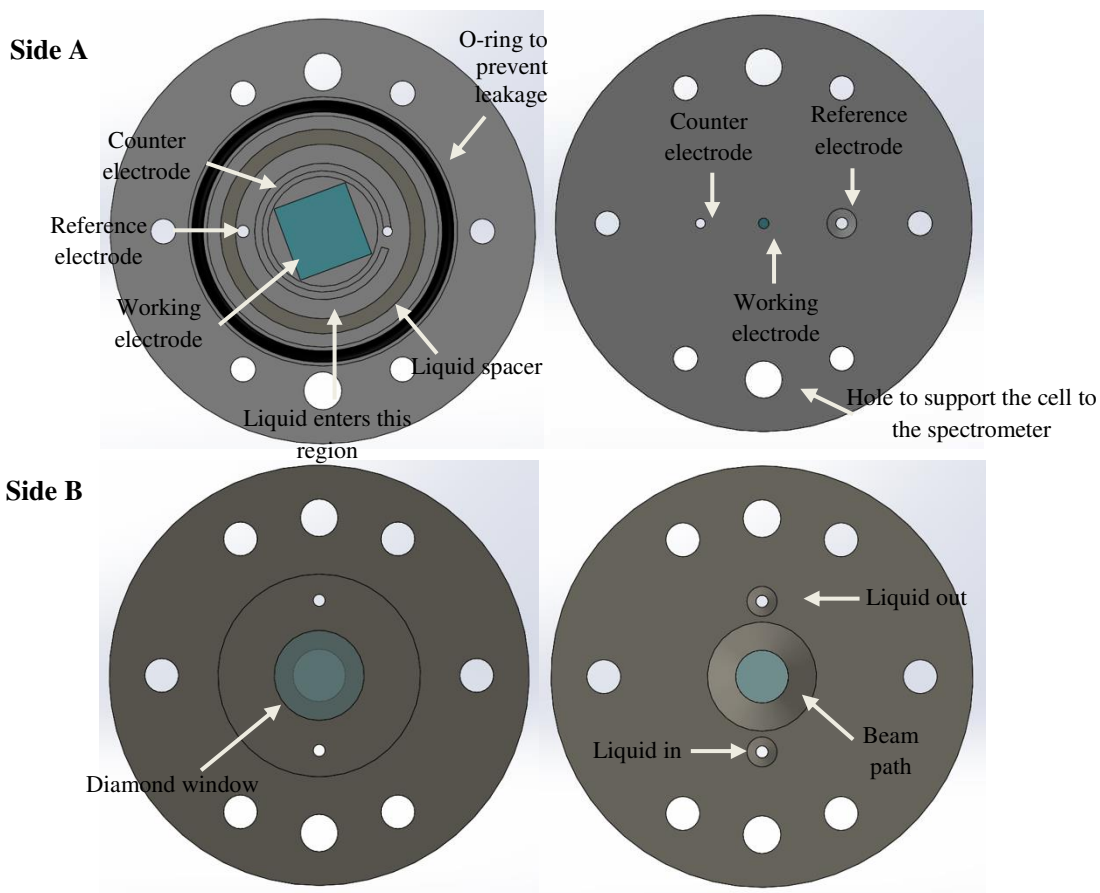 Side A
O-ring to
prevent
leakage
Counter
electrode
Reference
electrode
Working
electrode
Liquid spacer
Liquid enters this
region
Counter
electrode
Reference
electrode
Working
electrode
Hole to support the cell to
the spectrometer
Side B
Diamond window
Liquid out
Liquid in
Beam
path